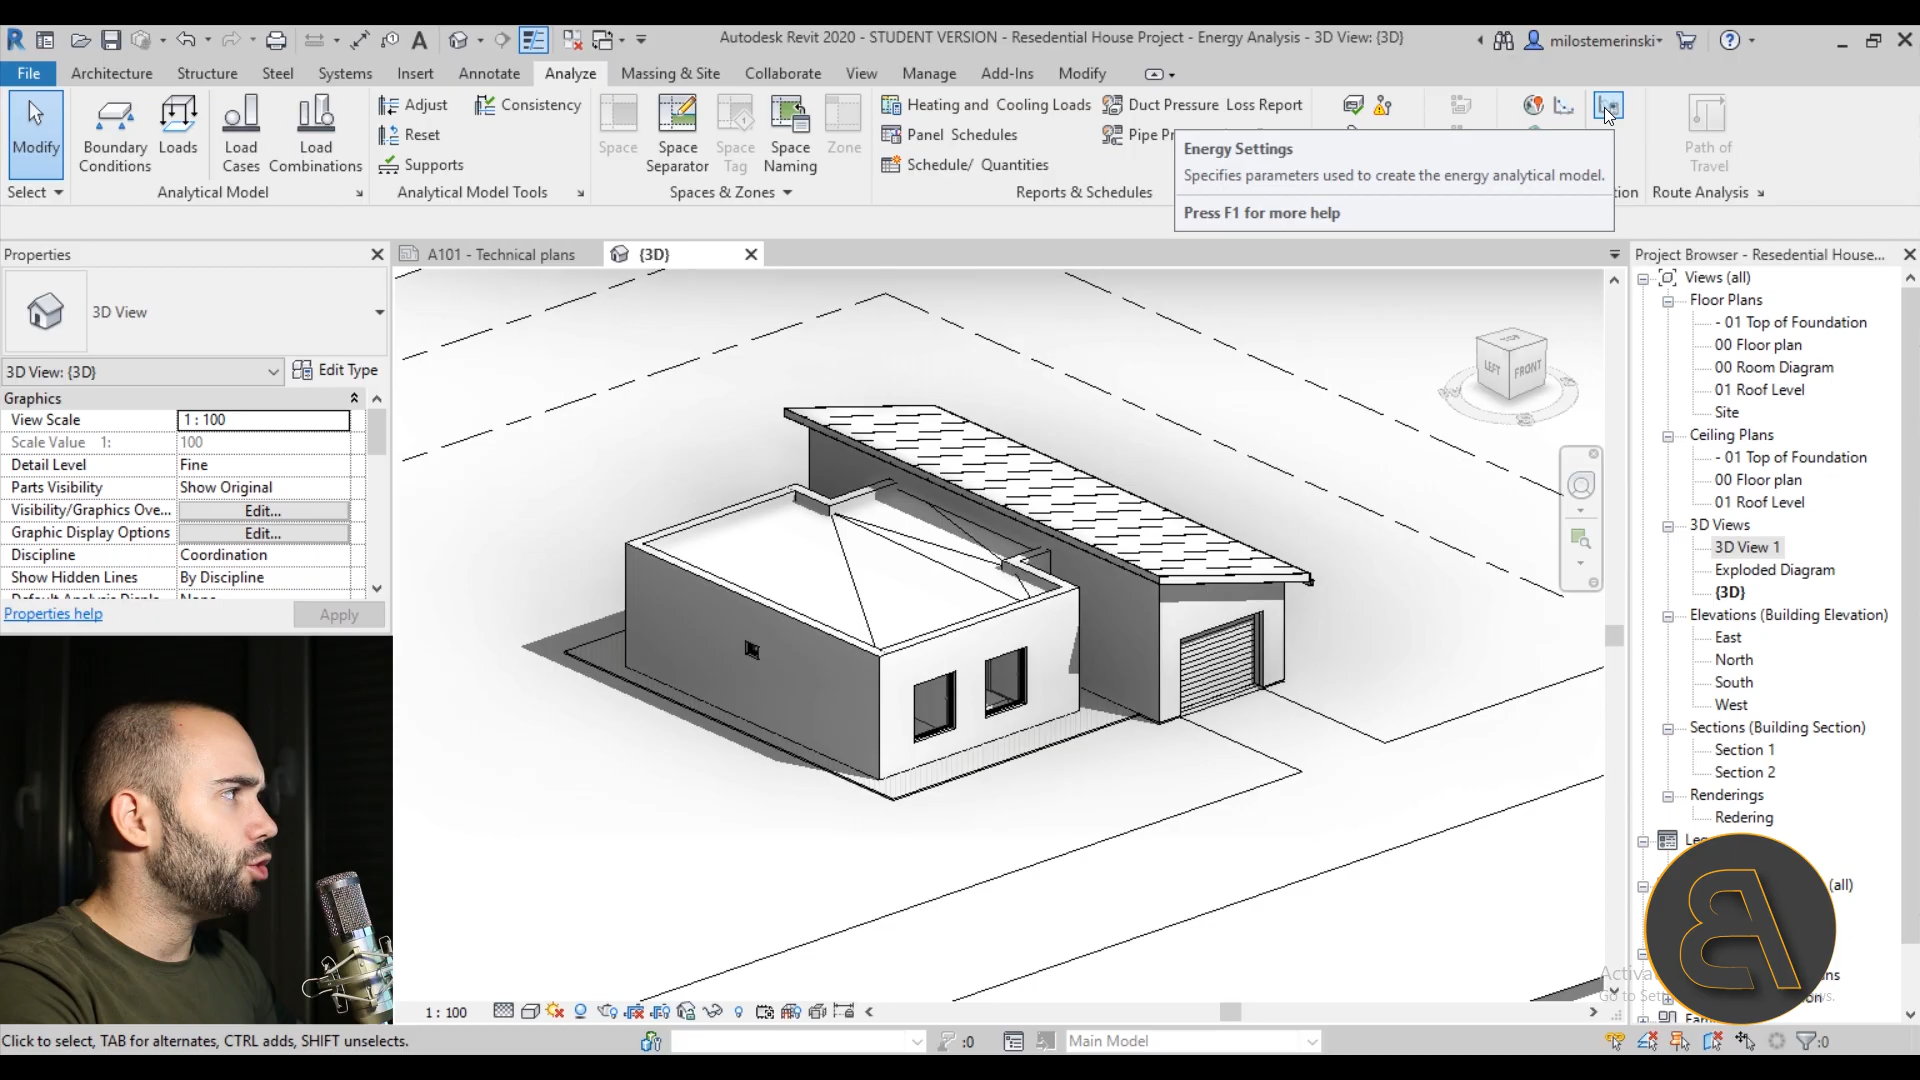 Autodesk Revit 2020 - STUDENT VERSION - Resedential House Project - Energy Analysis - 3D View: {3D}
milostemerinski
File Architecture Structure Steel Systems Insert Annotate Analyze Massing & Site Collaborate View Manage Add-Ins Modify
Modify
Boundary Conditions
Loads
Load Cases
Load Combinations
Adjust
Reset
Supports
Consistency
Space
Space Separator
Space Tag
Space Naming
Zone
Heating and Cooling Loads
Panel Schedules
Schedule/ Quantities
Duct Pressure Loss Report
Pipe Pr
Path of Travel
Select
Analytical Model
Analytical Model Tools
Spaces & Zones
Reports & Schedules
tion
Route Analysis
Energy Settings
Specifies parameters used to create the energy analytical model.
Press F1 for more help
Properties
3D View
3D View: {3D}
Edit Type
Graphics
View Scale 1 : 100
Scale Value 1: 100
Detail Level Fine
Parts Visibility Show Original
Visibility/Graphics Ove... Edit...
Graphic Display Options Edit...
Discipline Coordination
Show Hidden Lines By Discipline
Properties help
Apply
A101 - Technical plans
{3D}
TOP
LEFT
FRONT
Project Browser - Resedential House...
Views (all)
Floor Plans
- 01 Top of Foundation
00 Floor plan
00 Room Diagram
01 Roof Level
Site
Ceiling Plans
- 01 Top of Foundation
00 Floor plan
01 Roof Level
3D Views
3D View 1
Exploded Diagram
{3D}
Elevations (Building Elevation)
East
North
South
West
Sections (Building Section)
Section 1
Section 2
Renderings
Redering
Le
(all)
ns
Activa
Go to Sett
ws.
1 : 100
Click to select, TAB for alternates, CTRL adds, SHIFT unselects.
:0
Main Model
:0